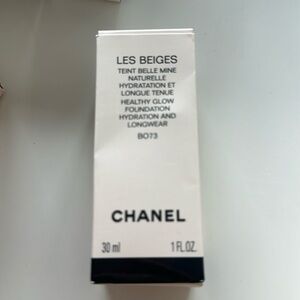 LES BEIGES
TEINT BELLE MINE
NATURELLE
HYDRATATION ET
LONGUE TENUE
HEALTHY GLOW
FOUNDATION
HYDRATION AND
LONGWEAR
BO73
CHANEL
30 ml 1 FL.OZ.